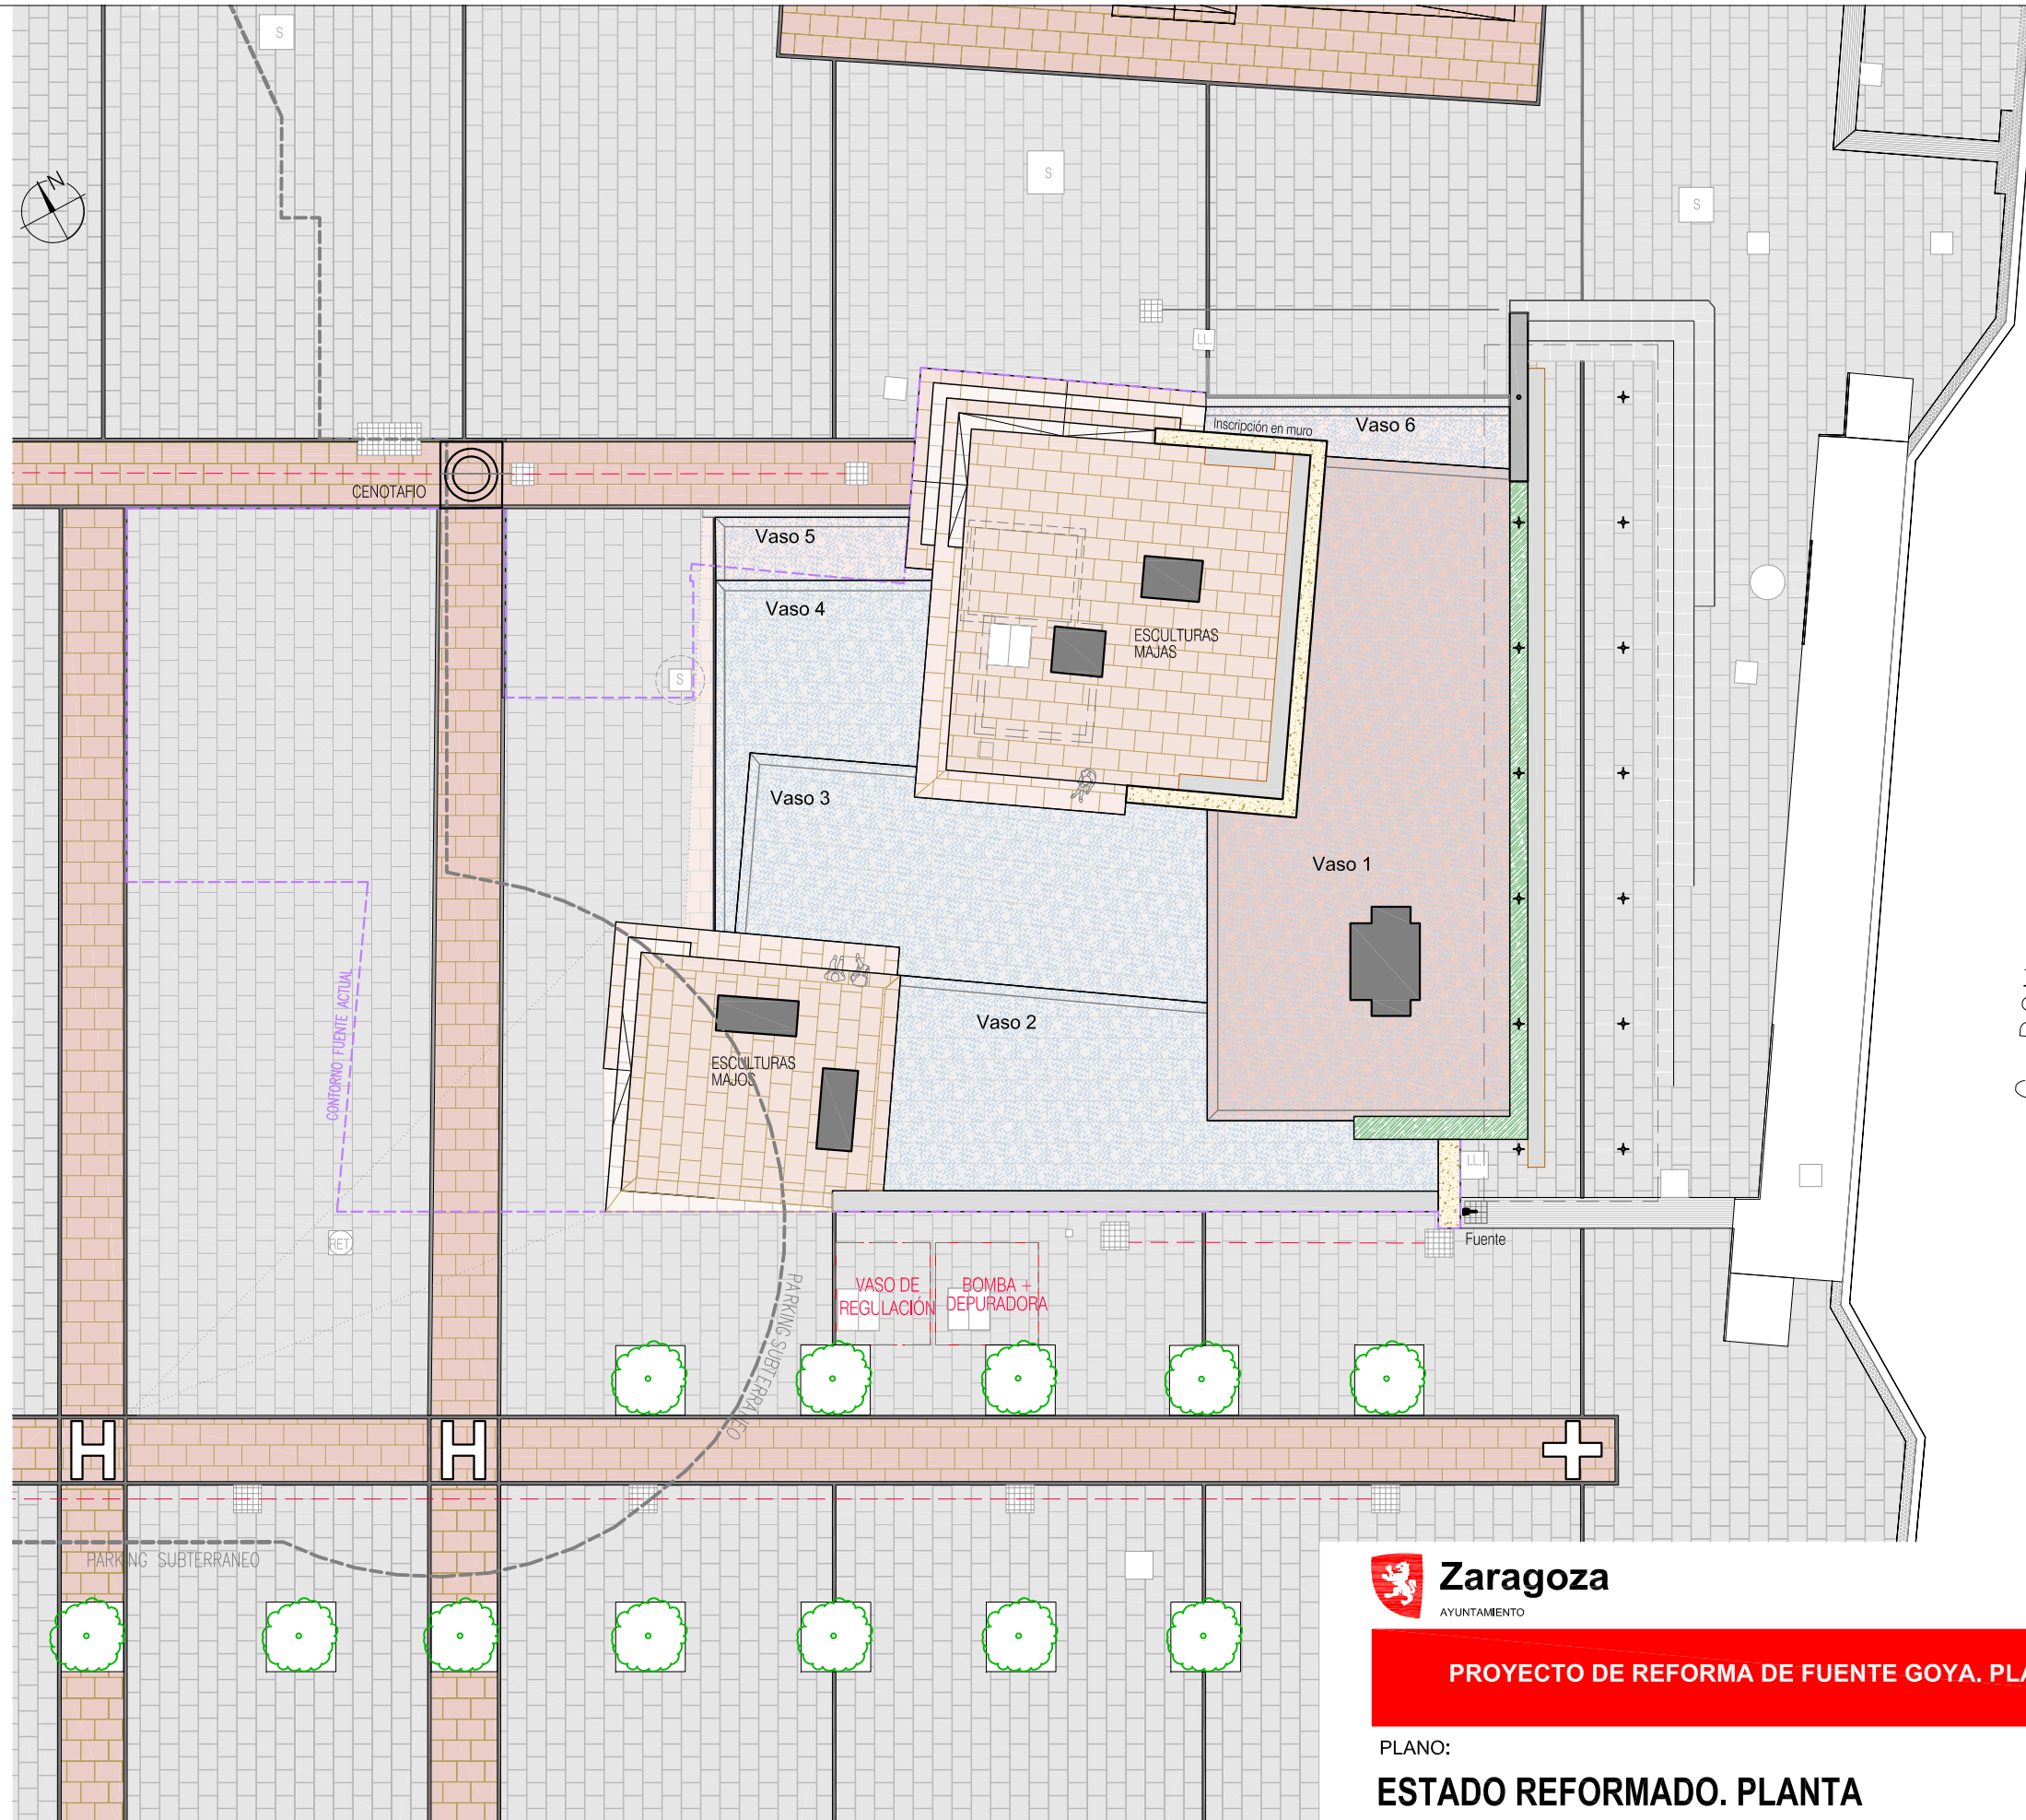 S
N
S
S
LL.
Inscripción en muro
Vaso 6
CENOTAFIO
Vaso 5
Vaso 4
ESCULTURAS
MAJAS
S
Vaso 3
Vaso 1
CONTORNO FUENTE ACTUAL
Vaso 2
ESCULTURAS
MAJOS
LL.
Fuente
RET
VASO DE
REGULACIÓN
BOMBA +
DEPURADORA
PARKING SUBTERRANEO
H
H
PARKING SUBTERRANEO
Zaragoza
AYUNTAMIENTO
PROYECTO DE REFORMA DE FUENTE GOYA. PLA
PLANO:
ESTADO REFORMADO. PLANTA